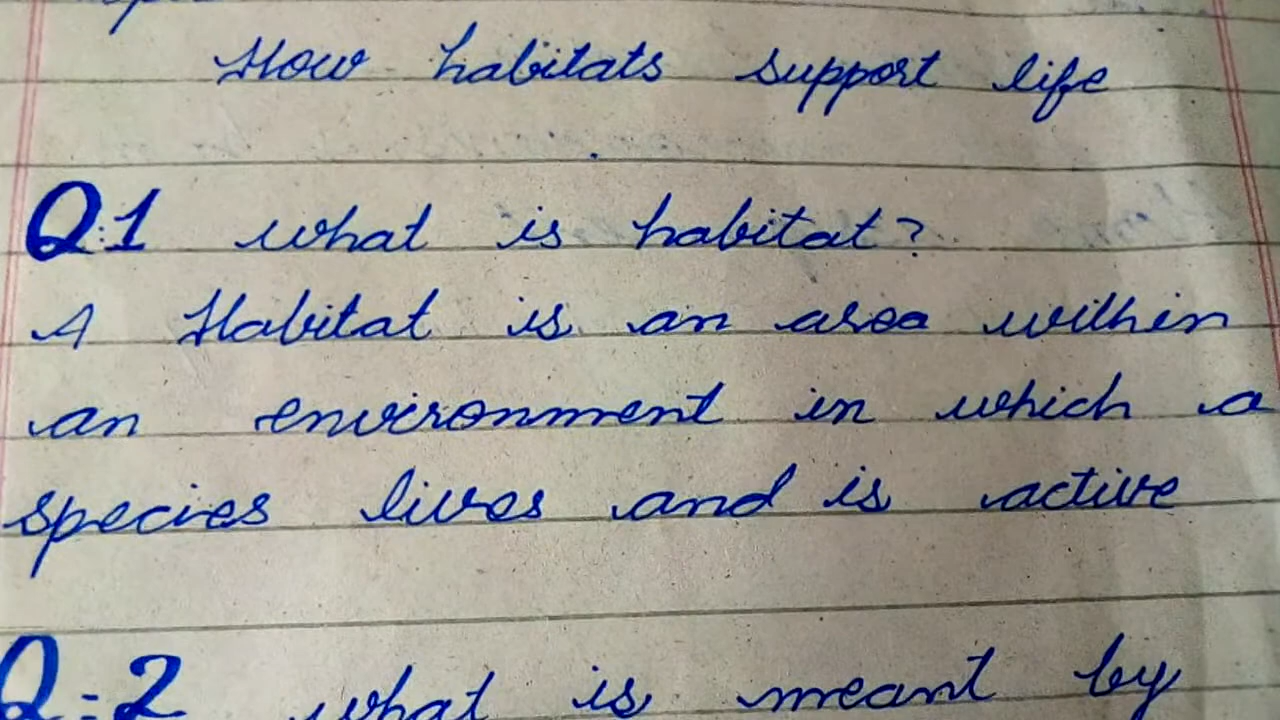 How habitats support life
Q:1 what is habitat?
A Habitat is an area within
an environment in which a
species lives and is active
Q:2 what is meant by